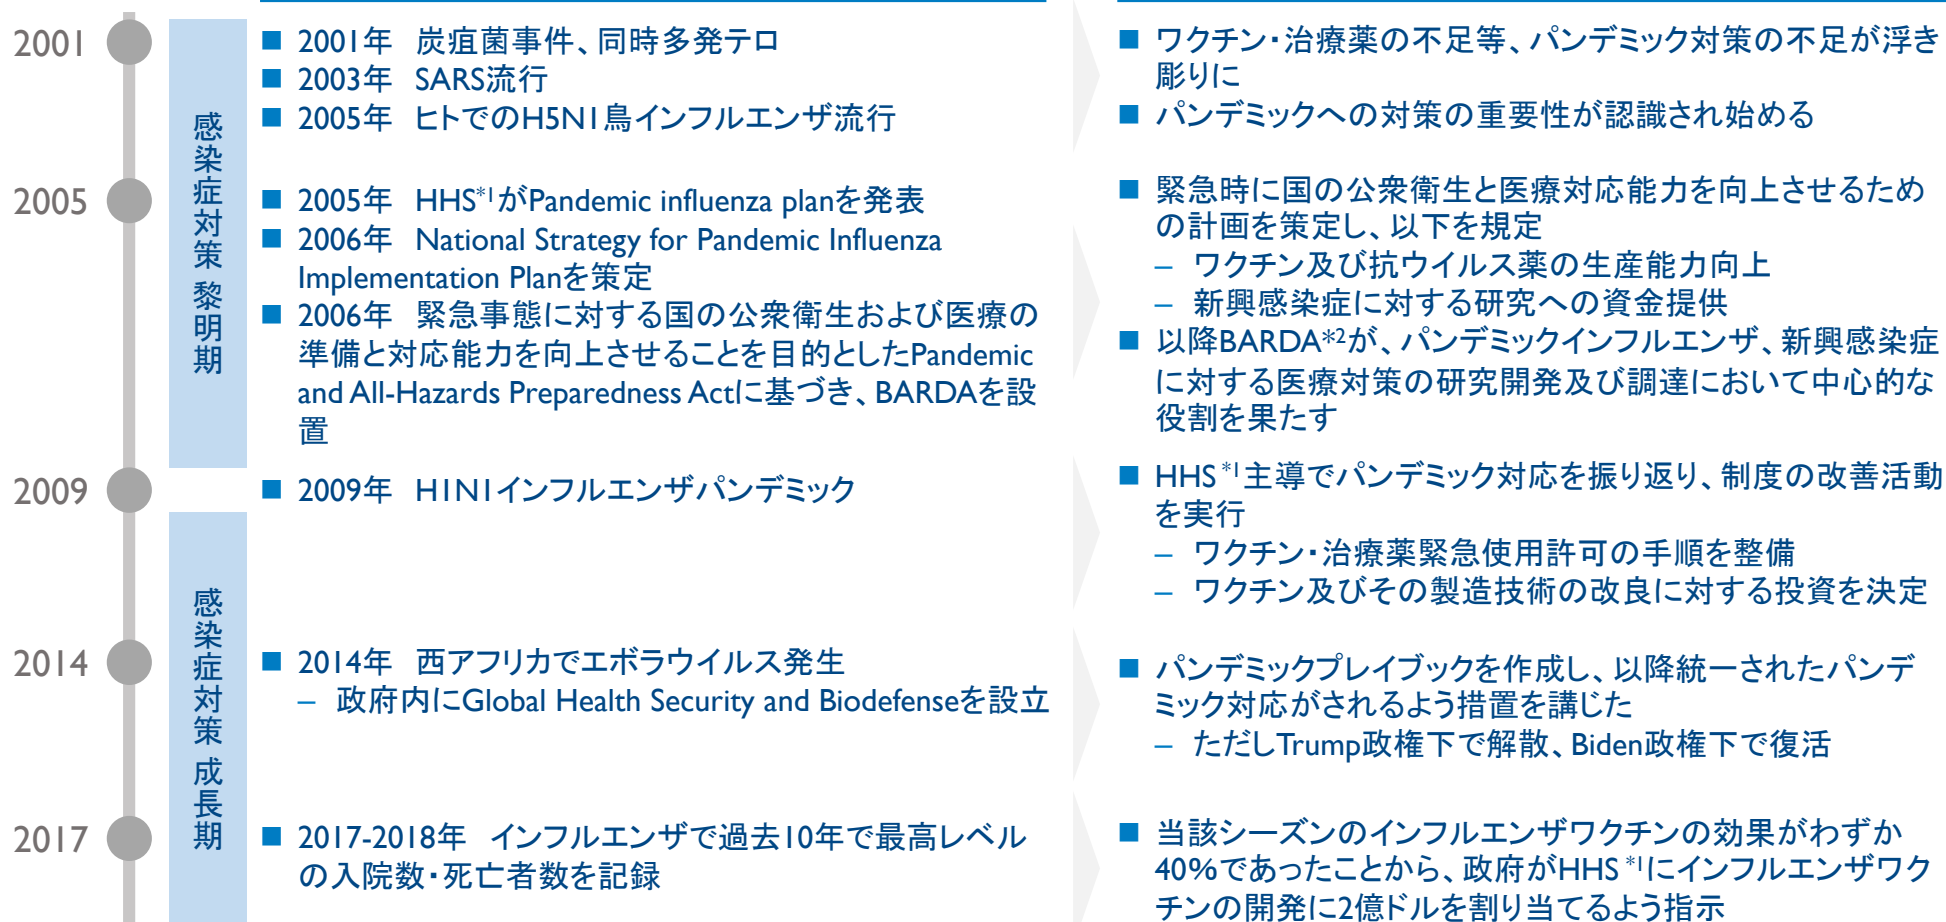 2001
感染症対策 黎明期
■ 2001年 炭疽菌事件、同時多発テロ
■ 2003年 SARS流行
■ 2005年 ヒトでのH5N1鳥インフルエンザ流行
■ ワクチン・治療薬の不足等、パンデミック対策の不足が浮き
彫りに
■ パンデミックへの対策の重要性が認識され始める
2005
■ 2005年 HHS*1がPandemic influenza planを発表
■ 2006年 National Strategy for Pandemic Influenza
Implementation Planを策定
■ 2006年 緊急事態に対する国の公衆衛生および医療の
準備と対応能力を向上させることを目的としたPandemic
and All-Hazards Preparedness Actに基づき、BARDAを設
置
■ 緊急時に国の公衆衛生と医療対応能力を向上させるため
の計画を策定し、以下を規定
– ワクチン及び抗ウイルス薬の生産能力向上
– 新興感染症に対する研究への資金提供
■ 以降BARDA*2が、パンデミックインフルエンザ、新興感染症
に対する医療対策の研究開発及び調達において中心的な
役割を果たす
2009
■ 2009年 H1N1インフルエンザパンデミック
■ HHS*1主導でパンデミック対応を振り返り、制度の改善活動
を実行
– ワクチン・治療薬緊急使用許可の手順を整備
– ワクチン及びその製造技術の改良に対する投資を決定
感染症対策 成長期
2014
■ 2014年 西アフリカでエボラウイルス発生
– 政府内にGlobal Health Security and Biodefenseを設立
■ パンデミックプレイブックを作成し、以降統一されたパンデ
ミック対応がされるよう措置を講じた
– ただしTrump政権下で解散、Biden政権下で復活
2017
■ 2017-2018年 インフルエンザで過去10年で最高レベル
の入院数・死亡者数を記録
■ 当該シーズンのインフルエンザワクチンの効果がわずか
40%であったことから、政府がHHS*1にインフルエンザワク
チンの開発に2億ドルを割り当てるよう指示